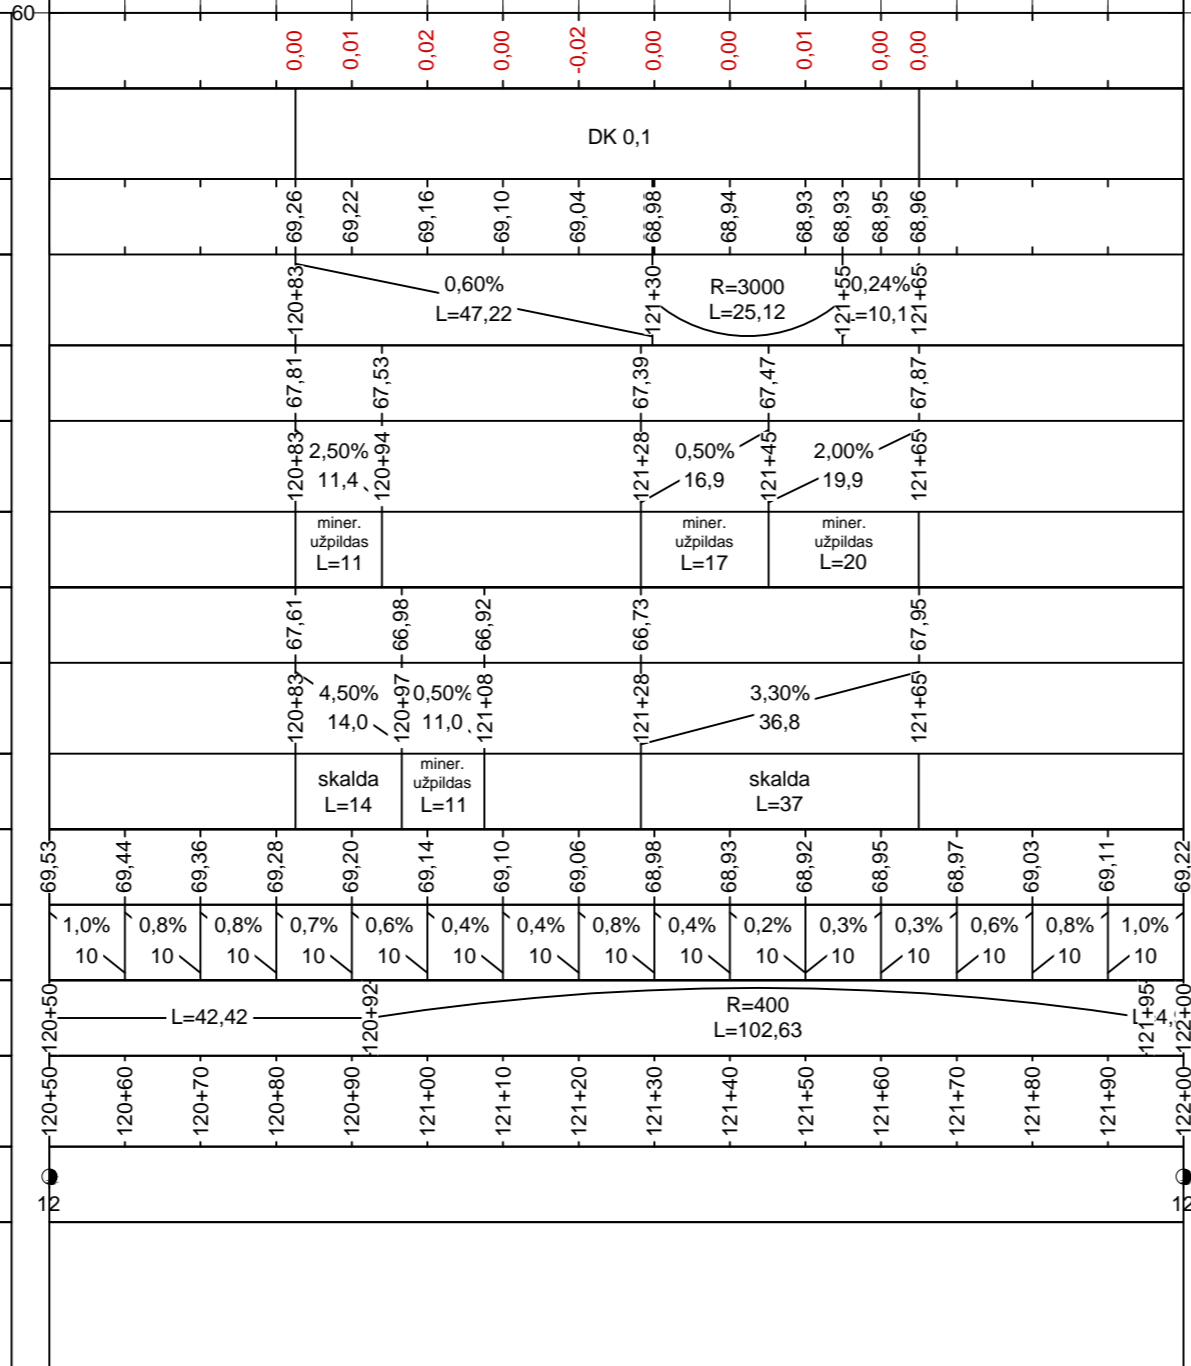 60
0,00 0,01 0,02 0,00 -0,02 0,00 0,00 0,01 0,00 0,00
DK 0,1
69,26 69,22 69,16 69,10 69,04 68,98 68,94 68,93 68,93 68,95 68,96
120+83 0,60% 121+30 R=3000 121+55 0,24% 121+65
L=47,22 L=25,12 L=10,1
67,81 67,53 67,39 67,47 67,87
120+83 2,50% 120+94 121+28 0,50% 121+45 2,00% 121+65
11,4 16,9 19,9
miner. miner. miner.
užpildas užpildas užpildas
L=11 L=17 L=20
67,61 66,98 66,92 66,73 67,95
120+83 4,50% 120+97 0,50% 121+08 121+28 3,30% 121+65
14,0 11,0 36,8
skalda miner. užpildas skalda
L=14 L=11 L=37
69,53 69,44 69,36 69,28 69,20 69,14 69,10 69,06 68,98 68,93 68,92 68,95 68,97 69,03 69,11 69,22
1,0% 0,8% 0,8% 0,7% 0,6% 0,4% 0,4% 0,8% 0,4% 0,2% 0,3% 0,3% 0,6% 0,8% 1,0%
10 10 10 10 10 10 10 10 10 10 10 10 10 10 10
120+50 L=42,42 120+92 R=400 121+95 122+00
L=102,63
120+50 120+60 120+70 120+80 120+90 121+00 121+10 121+20 121+30 121+40 121+50 121+60 121+70 121+80 121+90 122+00
12 12